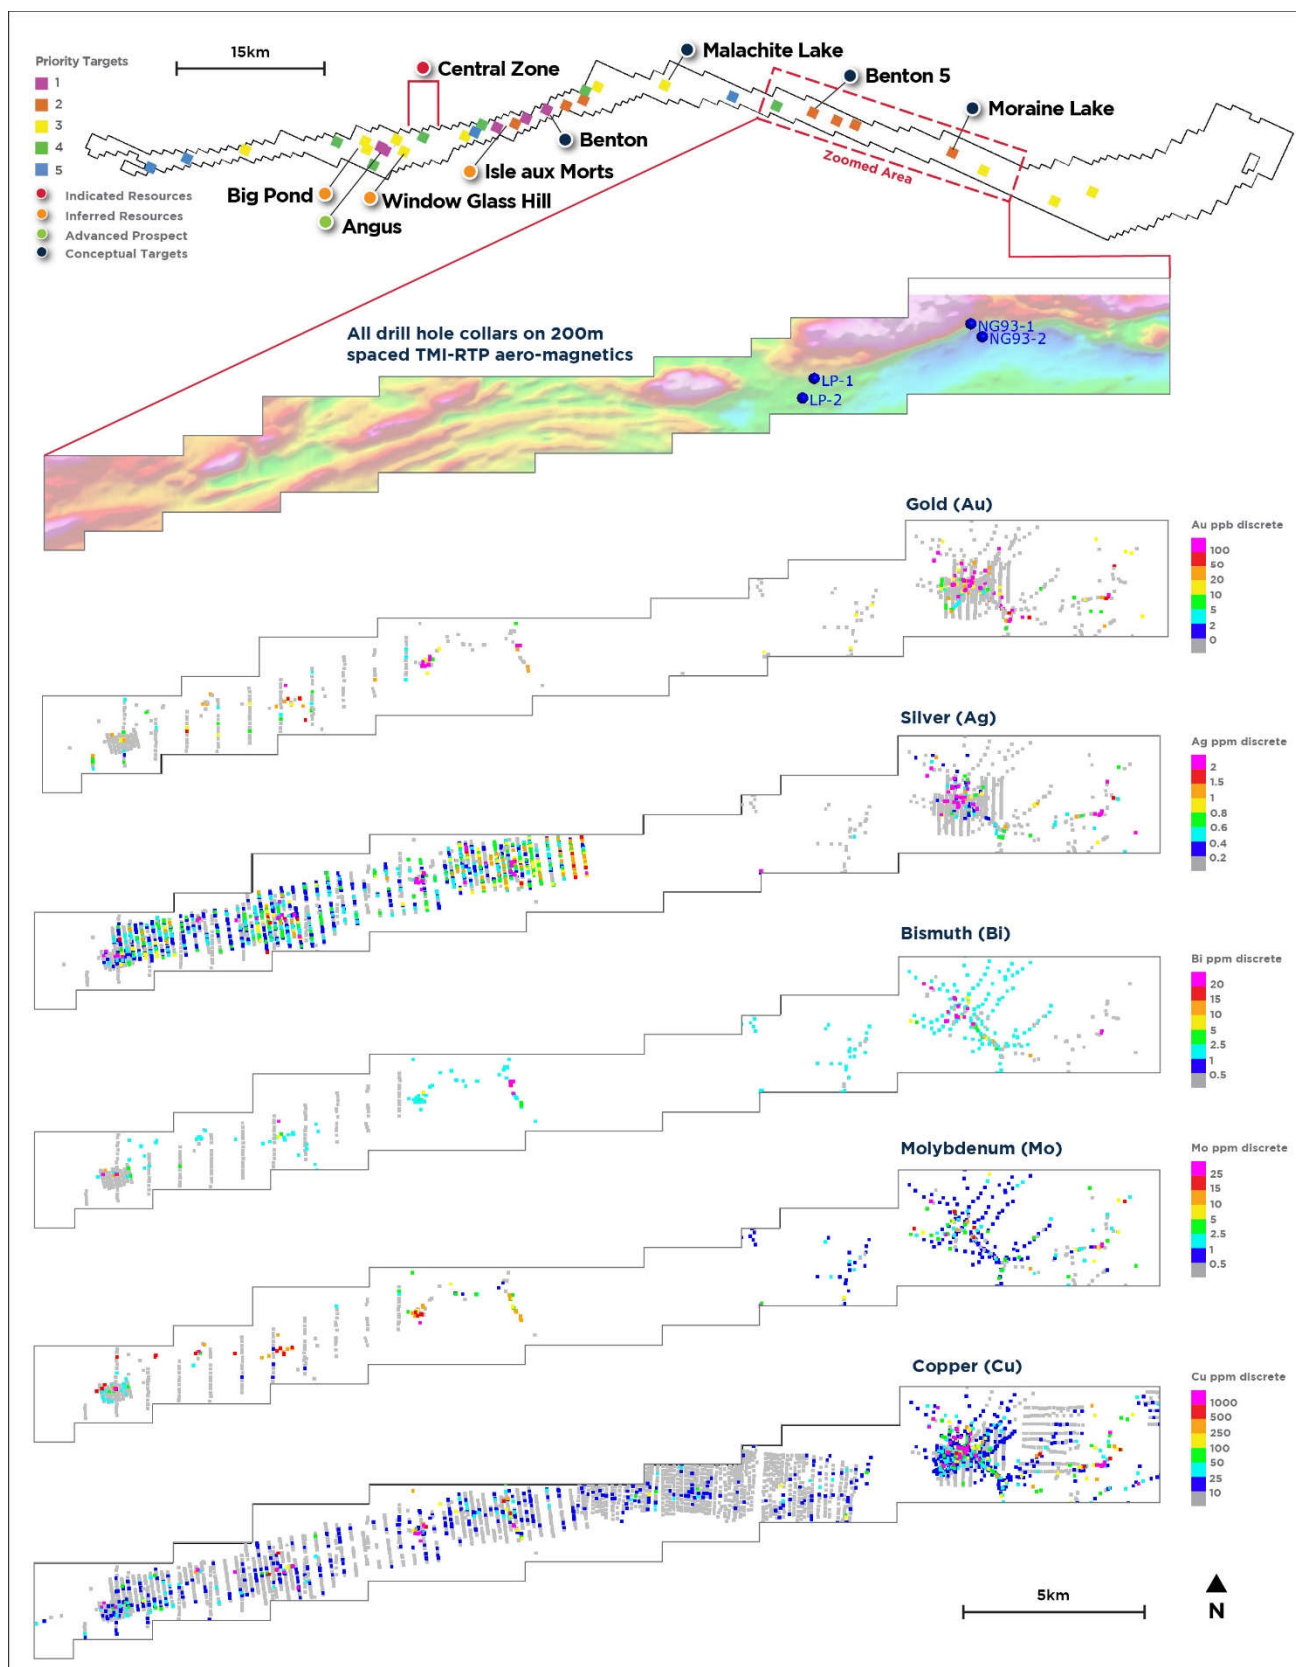 15km
Malachite Lake
Priority Targets
Central Zone
Benton 5
1
2
3
4
5
Moraine Lake
Benton
Zoomed Area
Isle aux Morts
Indicated Resources
Big Pond
Window Glass Hill
Inferred Resources
Angus
Advanced Prospect
Conceptual Targets
All drill hole collars on 200m
spaced TMI-RTP aero-magnetics
NG93-1
NG93-2
LP-1
LP-2
Gold (Au)
Au ppb discrete
100
50
20
10
5
2
0
Silver (Ag)
Ag ppm discrete
2
1.5
1
0.8
0.6
0.4
0.2
Bismuth (Bi)
Bi ppm discrete
20
15
10
5
2.5
1
0.5
Molybdenum (Mo)
Mo ppm discrete
25
15
10
5
2.5
1
0.5
Copper (Cu)
Cu ppm discrete
1000
500
250
100
50
25
10
5km
N